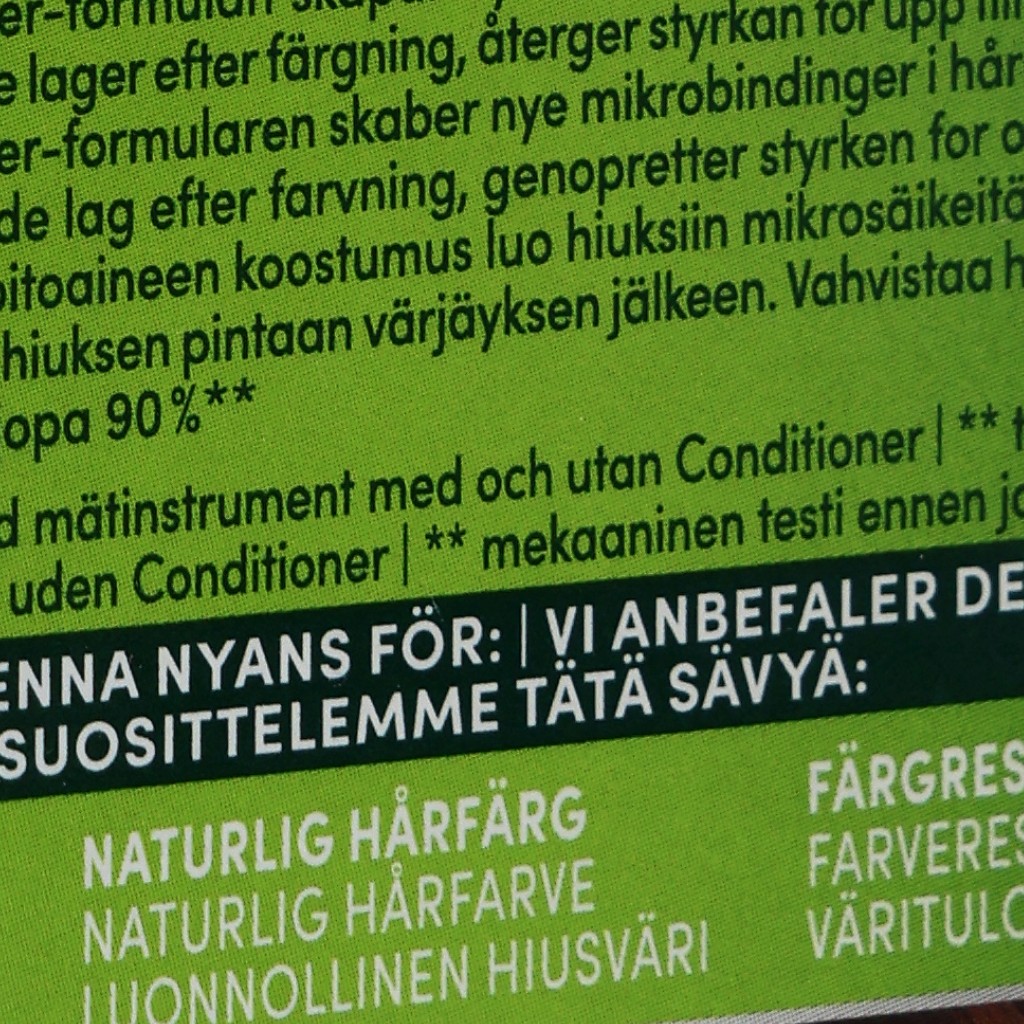 er-formulan
e lager efter färgning, återger styrkan för upp
er-formularen skaber nye mikrobindinger i hår
de lag efter farvning, genopretter styrken for
oitoaineen koostumus luo hiuksiin mikrosäikeitä
hiuksen pintaan värjäyksen jälkeen. Vahvistaa h
opa 90 %**
d mätinstrument med och utan Conditioner | ** t
uden Conditioner | ** mekaaninen testi ennen ja
ENNA NYANS FÖR: | VI ANBEFALER DE
SUOSITTELEMME TÄTÄ SÄVYÄ:
NATURLIG HÅRFÄRG
NATURLIG HÅRFARVE
LUONNOLLINEN HIUSVÄRI
FÄRGRES
FARVERES
VÄRITULO